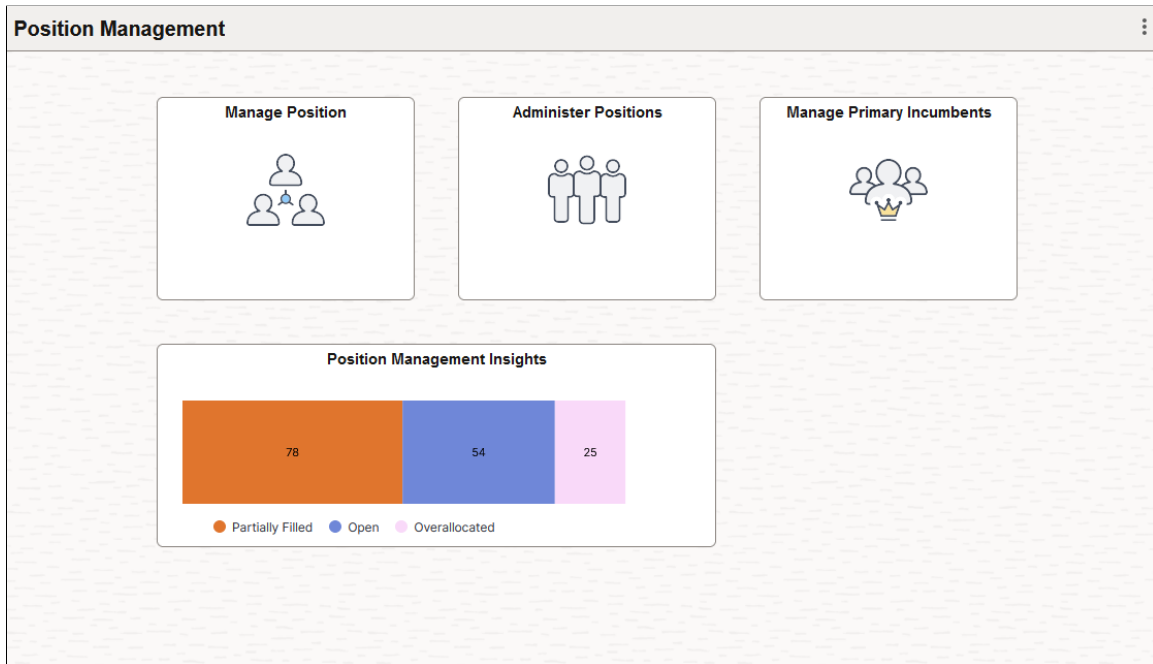 Position Management
Manage Position
Administer Positions
Manage Primary Incumbents
Position Management Insights
78
54
25
Partially Filled
Open
Overallocated